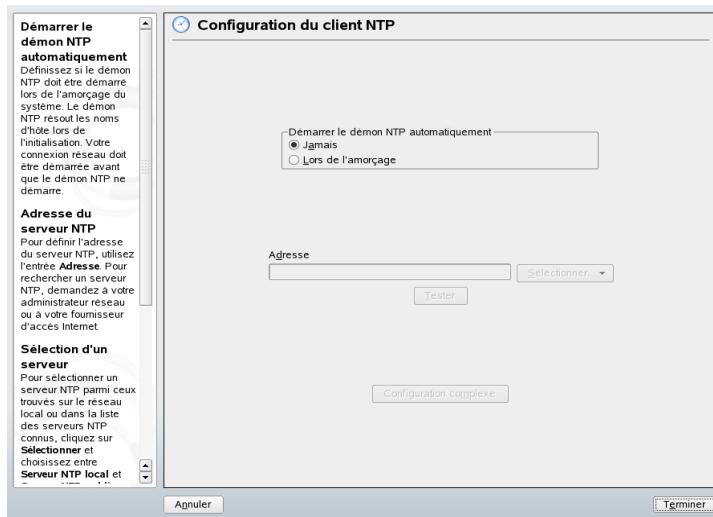 Démarrer le
démon NTP
automatiquement
Définissez si le démon
NTP doit être démarré
lors de l'amorçage du
système. Le démon
NTP résout les noms
d'hôte lors de
l'initialisation. Votre
connexion réseau doit
être démarrée avant
que le démon NTP ne
démarre.
Adresse du
serveur NTP
Pour définir l'adresse
du serveur NTP, utilisez
l'entrée Adresse. Pour
rechercher un serveur
NTP, demandez à votre
administrateur réseau
ou à votre fournisseur
d'accès Internet.
Sélection d'un
serveur
Pour sélectionner un
serveur NTP parmi ceux
trouvés sur le réseau
local ou dans la liste
des serveurs NTP
connus, cliquez sur
Sélectionner et
choisissez entre
Serveur NTP local et
Configuration du client NTP
Démarrer le démon NTP automatiquement
Jamais
Lors de l'amorçage
Adresse
Sélectionner...
Tester
Configuration complexe
Annuler
Terminer